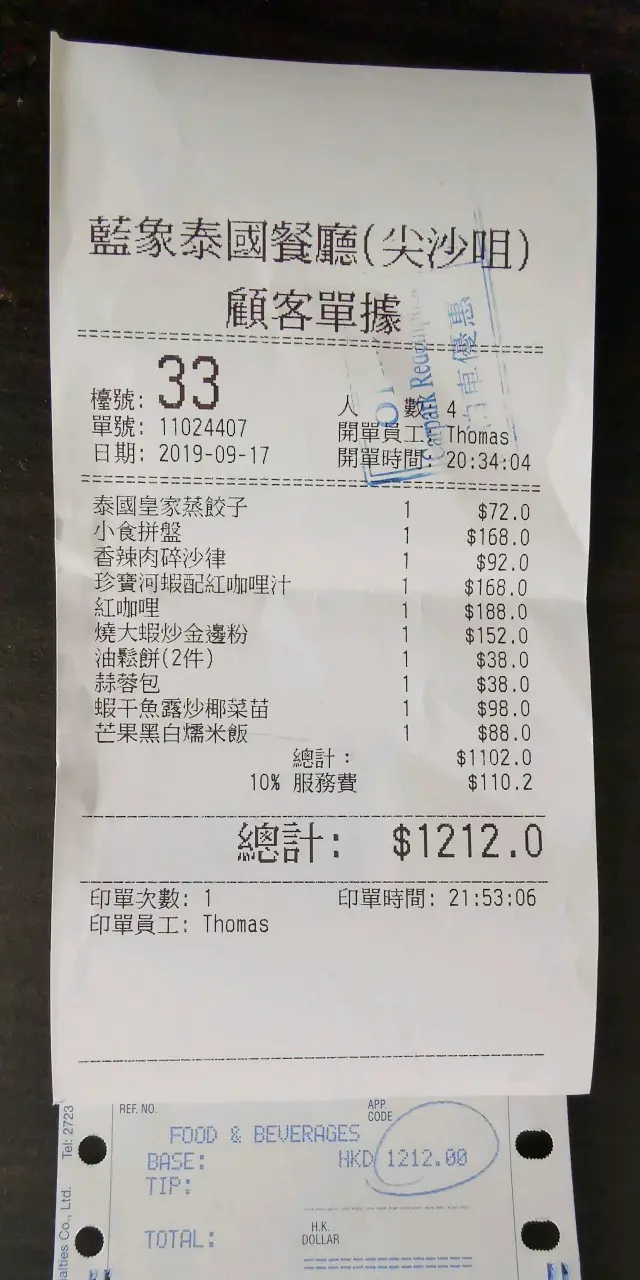 藍象泰國餐廳(尖沙咀)
顧客單據
檯號: 33
人 數: 4
單號: 11024407
開單員工: Thomas
日期: 2019-09-17
開單時間: 20:34:04
Carpark
泊車優惠
泰國皇家蒸餃子 1 $72.0
小食拼盤 1 $168.0
香辣肉碎沙律 1 $92.0
珍寶河蝦配紅咖哩汁 1 $168.0
紅咖哩 1 $188.0
燒大蝦炒金邊粉 1 $152.0
油鬆餅(2件) 1 $38.0
蒜蓉包 1 $38.0
蝦干魚露炒椰菜苗 1 $98.0
芒果黑白糯米飯 1 $88.0
總計: $1102.0
10% 服務費 $110.2
總計: $1212.0
印單次數: 1 印單時間: 21:53:06
印單員工: Thomas
REF. NO. APP. CODE
FOOD & BEVERAGES
BASE: HKD 1212.00
TIP:
TOTAL: H.K. DOLLAR
Co., Ltd. Tel: 2723